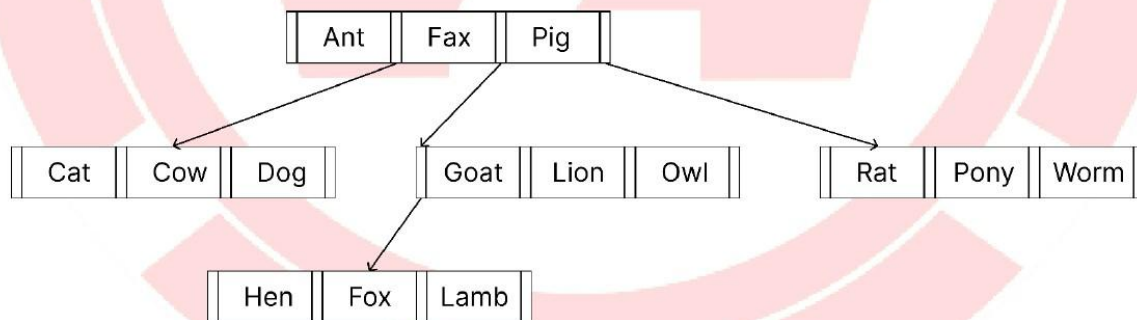 Ant Fax Pig
Cat Cow Dog Goat Lion Owl Rat Pony Worm
Hen Fox Lamb